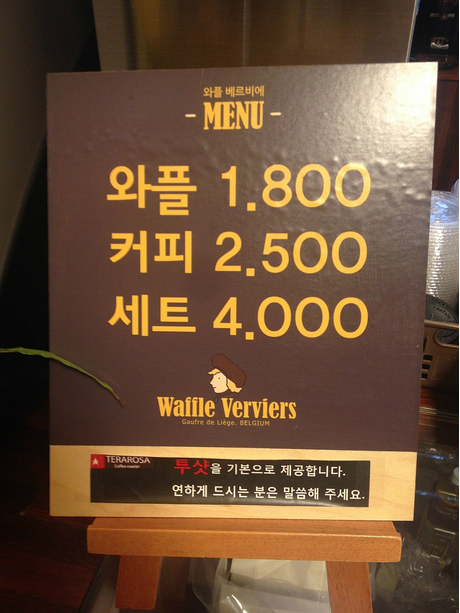 와플 베르비에
- MENU -
와플 1.800
커피 2.500
세트 4.000
Waffle Verviers
Gaufre de Liège. BELGIUM
TERAROSA
Coffee roaster
투샷을 기본으로 제공합니다.
연하게 드시는 분은 말씀해 주세요.